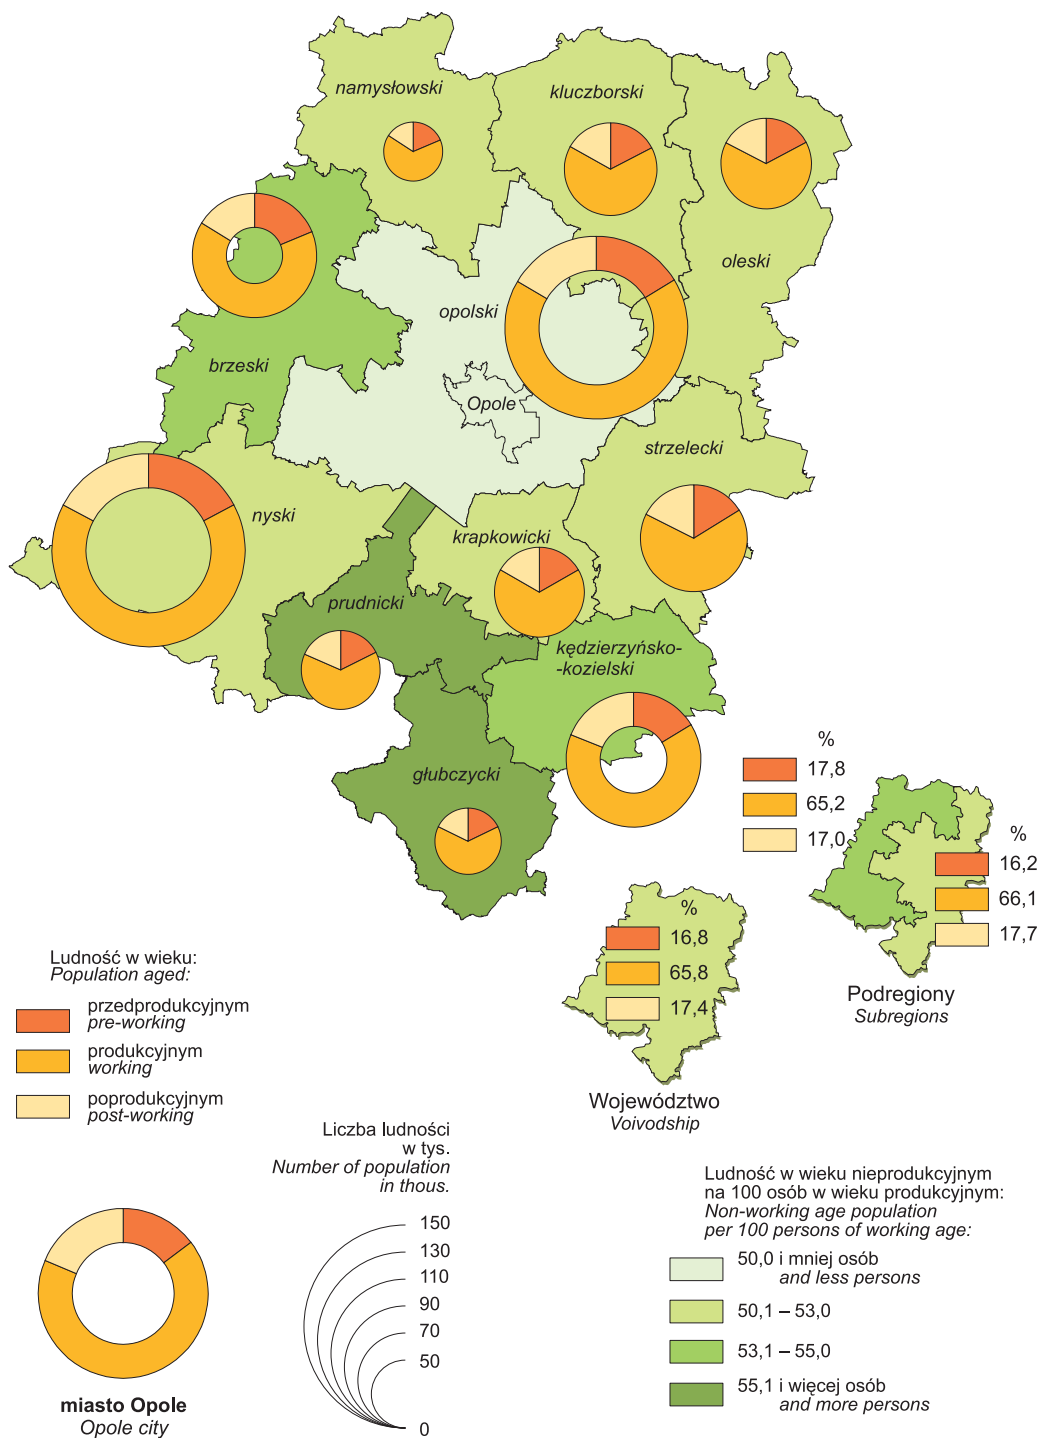 namysłowski
kluczborski
oleski
opolski
brzeski
Opole
strzelecki
nyski
krapkowicki
prudnicki
kędzierzyńsko-
-kozielski
głubczycki
%
17,8
65,2
17,0
%
16,2
66,1
17,7
Podregiony
Subregions
%
16,8
65,8
17,4
Województwo
Voivodship
Ludność w wieku:
Population aged:
przedprodukcyjnym
pre-working
produkcyjnym
working
poprodukcyjnym
post-working
miasto Opole
Opole city
Liczba ludności
w tys.
Number of population
in thous.
150
130
110
90
70
50
0
Ludność w wieku nieprodukcyjnym
na 100 osób w wieku produkcyjnym:
Non-working age population
per 100 persons of working age:
50,0 i mniej osób
and less persons
50,1 – 53,0
53,1 – 55,0
55,1 i więcej osób
and more persons